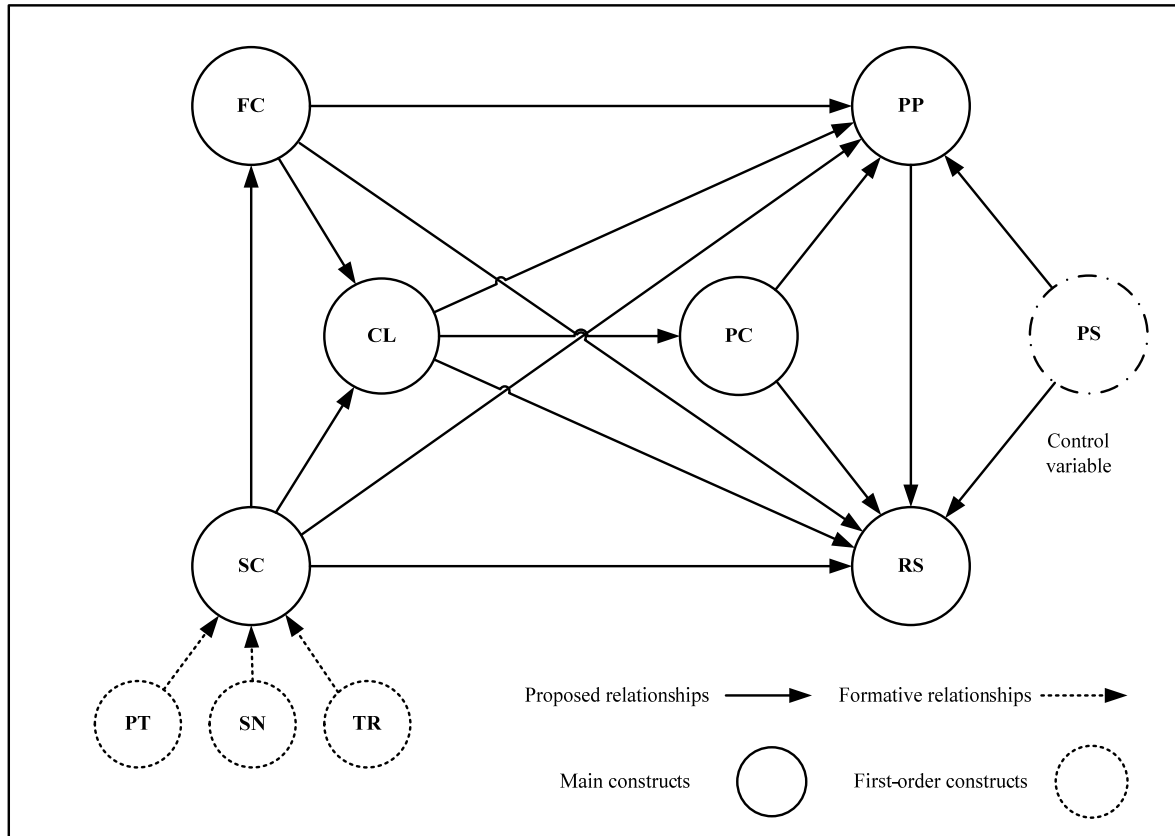 FC
PP
CL
PC
PS
Control
variable
SC
RS
PT
SN
TR
Proposed relationships
Formative relationships
Main constructs
First-order constructs